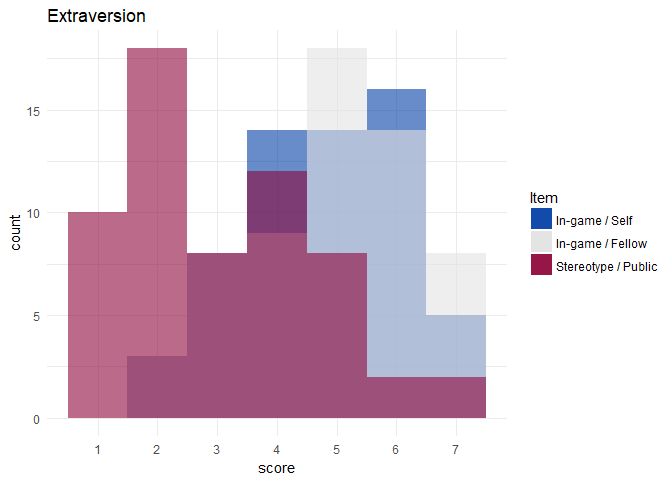 Extraversion
15
10
5
0
count
1 2 3 4 5 6 7
score
Item
In-game / Self
In-game / Fellow
Stereotype / Public